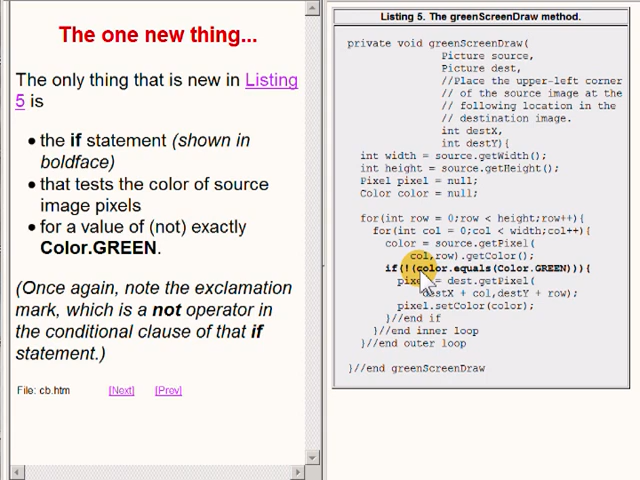 The one new thing...
The only thing that is new in Listing
5 is
• the if statement (shown in
boldface)
• that tests the color of source
image pixels
• for a value of (not) exactly
Color.GREEN.
(Once again, note the exclamation
mark, which is a not operator in
the conditional clause of that if
statement.)
File: cb.htm [Next] [Prev]
Listing 5. The greenScreenDraw method.
private void greenScreenDraw(
Picture source,
Picture dest,
//Place the upper-left corner
// of the source image at the
// following location in the
// destination image.
int destX,
int destY){
int width = source.getWidth();
int height = source.getHeight();
Pixel pixel = null;
Color color = null;
for(int row = 0;row < height;row++){
for(int col = 0;col < width;col++){
color = source.getPixel(
col,row).getColor();
if(!(color.equals(Color.GREEN))){
pixel = dest.getPixel(
destX + col,destY + row);
pixel.setColor(color);
}//end if
}//end inner loop
}//end outer loop
}//end greenScreenDraw